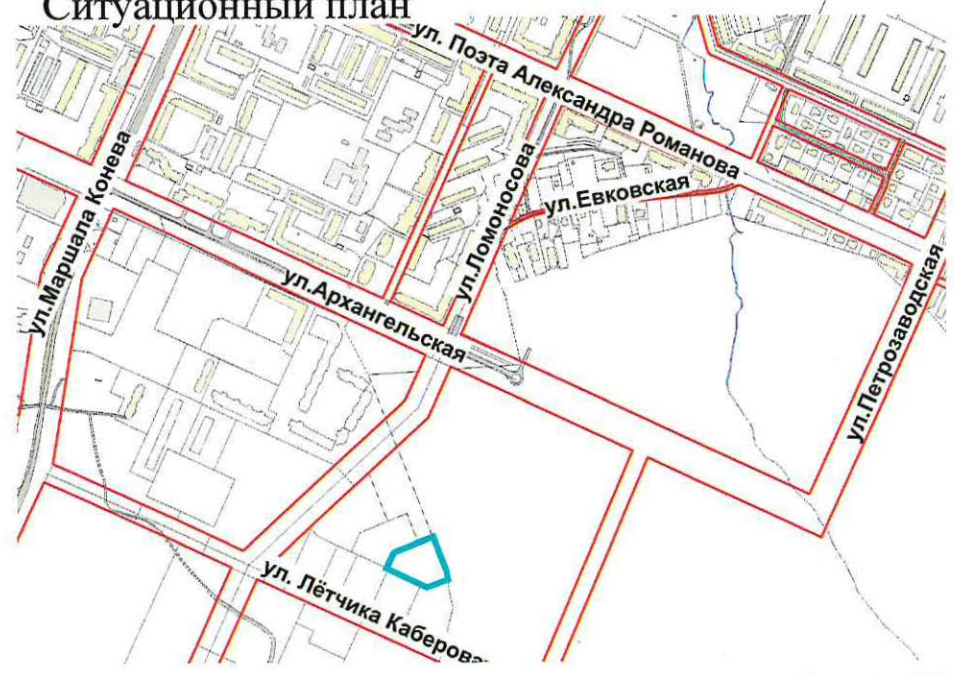 Ситуационный план
ул. Поэта Александра Романова
ул.Маршала Конева
ул.Ломоносова
ул.Евковская
ул.Архангельская
ул.Петрозаводская
ул. Лётчика Каберова